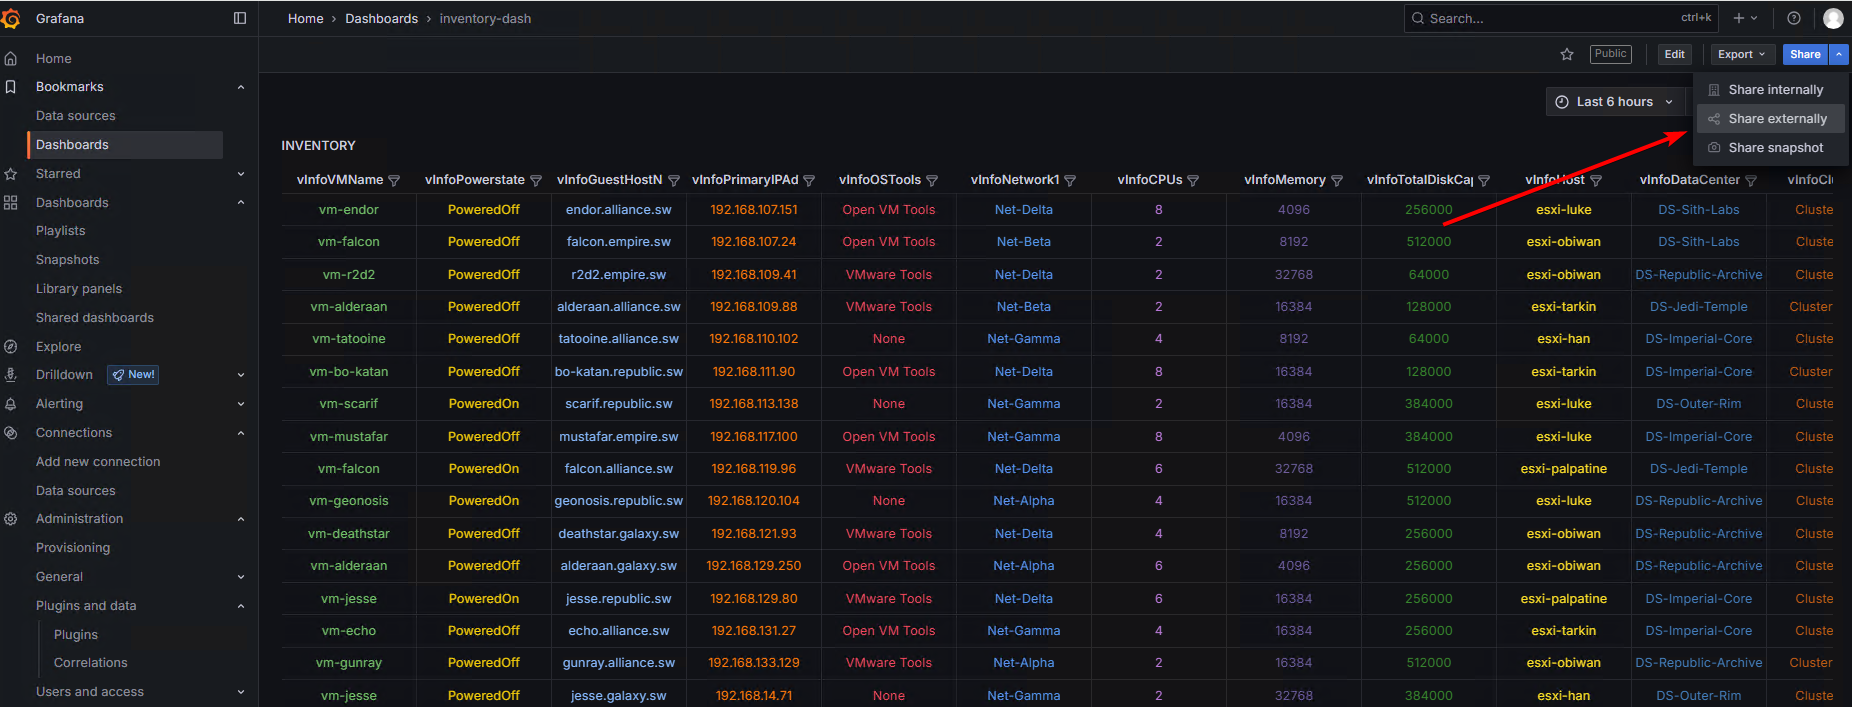 Grafana
Home › Dashboards › inventory-dash
Search... ctrl+k
Home
Bookmarks
Data sources
Dashboards
Starred
Dashboards
Playlists
Snapshots
Library panels
Shared dashboards
Explore
Drilldown New!
Alerting
Connections
Add new connection
Data sources
Administration
Provisioning
General
Plugins and data
Plugins
Correlations
Users and access
Public Edit Export Share
Share internally
Share externally
Share snapshot
Last 6 hours
INVENTORY
vInfoVMName vInfoPowerstate vInfoGuestHostN vInfoPrimaryIPAd vInfoOSTools vInfoNetwork1 vInfoCPUs vInfoMemory vInfoTotalDiskCap vInfoHost vInfoDataCenter vInfoCl
vm-endor PoweredOff endor.alliance.sw 192.168.107.151 Open VM Tools Net-Delta 8 4096 256000 esxi-luke DS-Sith-Labs Cluste
vm-falcon PoweredOff falcon.empire.sw 192.168.107.24 Open VM Tools Net-Beta 2 8192 512000 esxi-obiwan DS-Sith-Labs Cluste
vm-r2d2 PoweredOff r2d2.empire.sw 192.168.109.41 VMware Tools Net-Delta 2 32768 64000 esxi-obiwan DS-Republic-Archive Cluste
vm-alderaan PoweredOff alderaan.alliance.sw 192.168.109.88 VMware Tools Net-Beta 2 16384 128000 esxi-tarkin DS-Jedi-Temple Cluster
vm-tatooine PoweredOff tatooine.alliance.sw 192.168.110.102 None Net-Gamma 4 8192 64000 esxi-han DS-Imperial-Core Cluste
vm-bo-katan PoweredOff bo-katan.republic.sw 192.168.111.90 Open VM Tools Net-Delta 8 16384 128000 esxi-tarkin DS-Imperial-Core Cluster
vm-scarif PoweredOn scarif.republic.sw 192.168.113.138 None Net-Gamma 2 16384 384000 esxi-luke DS-Outer-Rim Cluste
vm-mustafar PoweredOff mustafar.empire.sw 192.168.117.100 Open VM Tools Net-Gamma 8 4096 384000 esxi-luke DS-Imperial-Core Cluste
vm-falcon PoweredOn falcon.alliance.sw 192.168.119.96 VMware Tools Net-Delta 6 32768 512000 esxi-palpatine DS-Jedi-Temple Cluste
vm-geonosis PoweredOn geonosis.republic.sw 192.168.120.104 None Net-Alpha 4 16384 512000 esxi-luke DS-Republic-Archive Cluste
vm-deathstar PoweredOff deathstar.galaxy.sw 192.168.121.93 VMware Tools Net-Gamma 4 8192 256000 esxi-obiwan DS-Republic-Archive Cluste
vm-alderaan PoweredOff alderaan.galaxy.sw 192.168.129.250 Open VM Tools Net-Alpha 6 4096 256000 esxi-obiwan DS-Republic-Archive Cluste
vm-jesse PoweredOn jesse.republic.sw 192.168.129.80 VMware Tools Net-Delta 6 16384 256000 esxi-palpatine DS-Imperial-Core Cluste
vm-echo PoweredOff echo.alliance.sw 192.168.131.27 Open VM Tools Net-Gamma 4 16384 256000 esxi-tarkin DS-Imperial-Core Cluste
vm-gunray PoweredOff gunray.alliance.sw 192.168.133.129 VMware Tools Net-Alpha 2 16384 512000 esxi-obiwan DS-Republic-Archive Cluster
vm-jesse PoweredOff jesse.galaxy.sw 192.168.14.71 None Net-Gamma 2 32768 384000 esxi-han DS-Outer-Rim Cluste